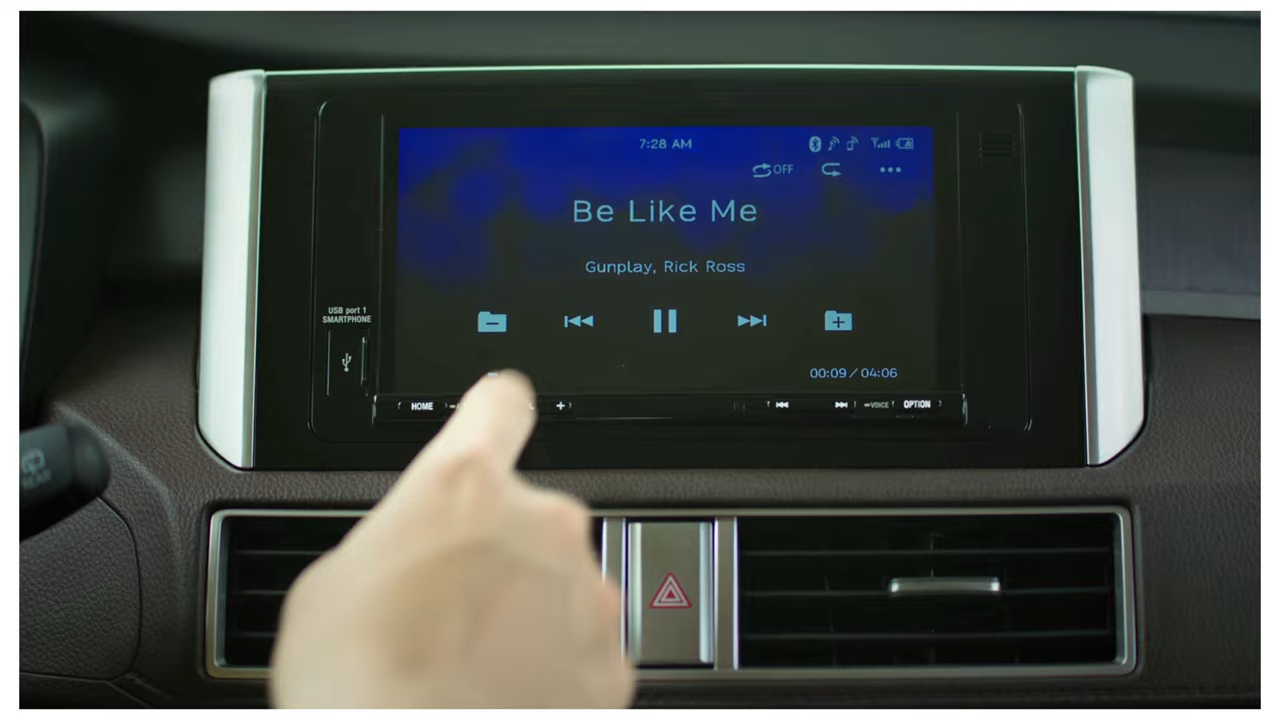 7:28 AM
OFF
Be Like Me
Gunplay, Rick Ross
USB port 1
SMARTPHONE
00:09 / 04:06
HOME
+
VOICE
OPTION